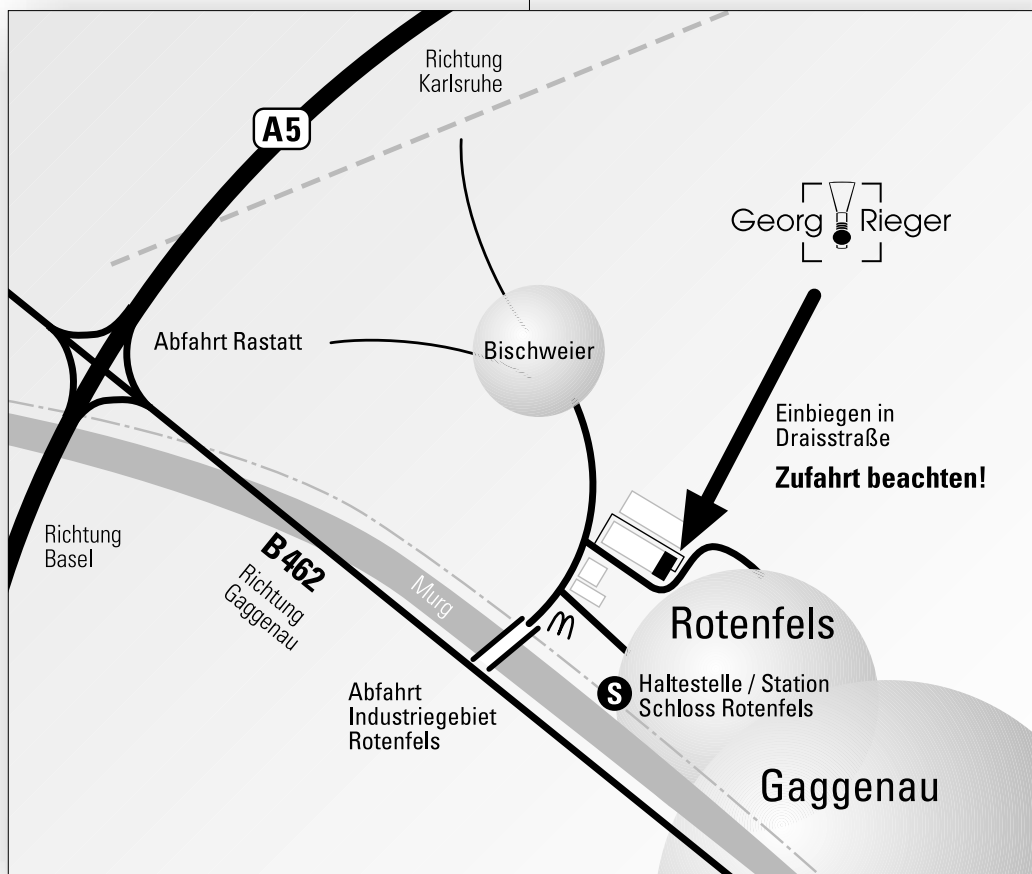 Richtung
Karlsruhe
A5
Georg Rieger
Abfahrt Rastatt
Bischweier
Einbiegen in
Draisstraße
Zufahrt beachten!
Richtung
Basel
B 462
Richtung
Gaggenau
Murg
Rotenfels
S Haltestelle / Station
Schloss Rotenfels
Abfahrt
Industriegebiet
Rotenfels
Gaggenau